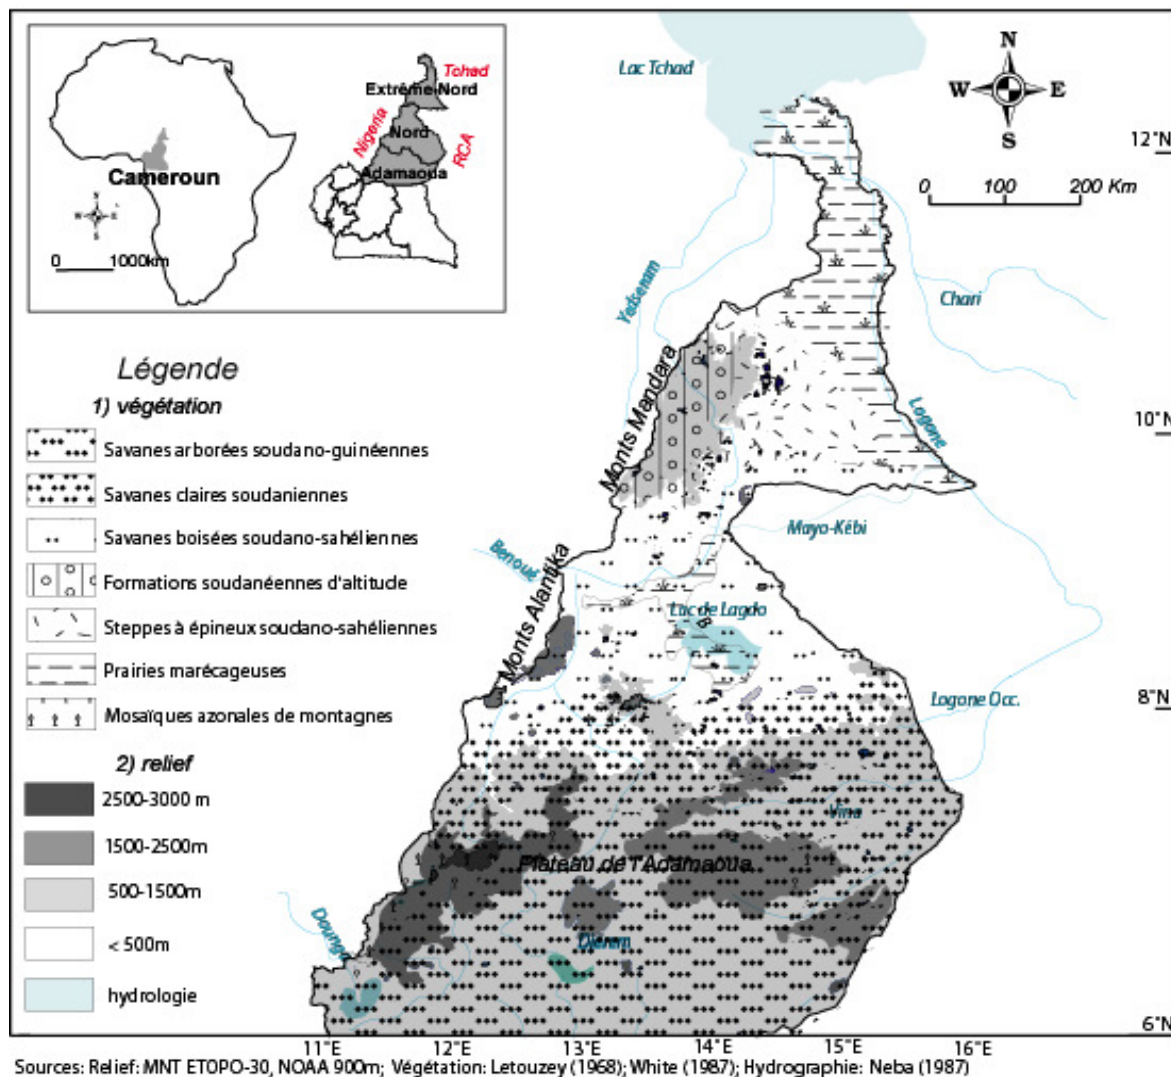 Tchad
Extrême-Nord
Nigeria
Nord
RCA
Adamaoua
Cameroun
N
W E
S
0 1000km
Lac Tchad
N
W E
S
0 100 200 Km
12°N
10°N
8°N
6°N
Yadseram
Chari
Monts Mandara
Logone
Mayo-Kébi
Benoué
Monts Alantika
Lac de Lagdo
B
Logone Occ.
Vina
Plateau de l'Adamaoua
Djerem
Dounga
Légende
1) végétation
Savanes arborées soudano-guinéennes
Savanes claires soudaniennes
Savanes boisées soudano-sahéliennes
Formations soudanéennes d'altitude
Steppes à épineux soudano-sahéliennes
Prairies marécageuses
Mosaïques azonales de montagnes
2) relief
2500-3000 m
1500-2500m
500-1500m
< 500m
hydrologie
11°E 12°E 13°E 14°E 15°E 16°E
Sources: Relief: MNT ETOPO-30, NOAA 900m; Végétation: Letouzey (1968); White (1987); Hydrographie: Neba (1987)